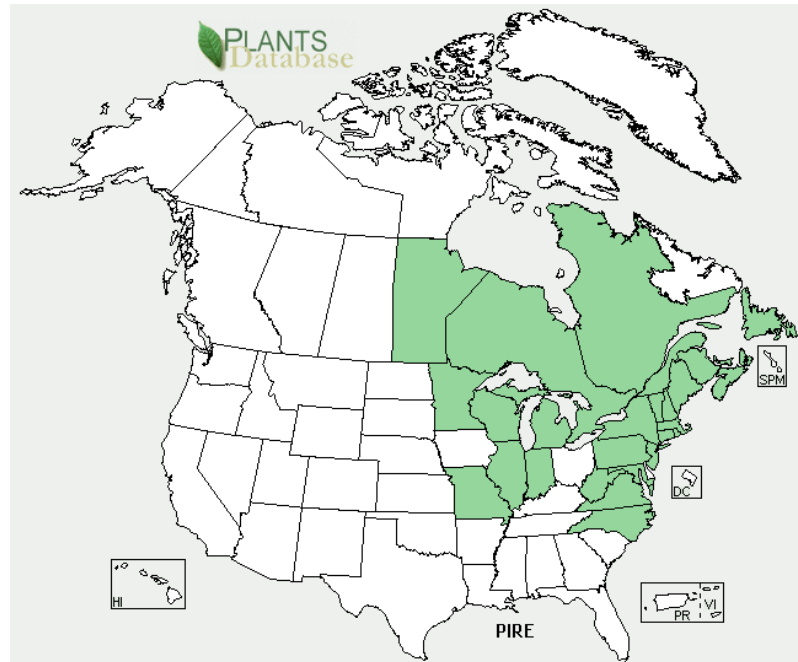 PLANTS
Database
SPM
DC
HI
PR
VI
PIRE